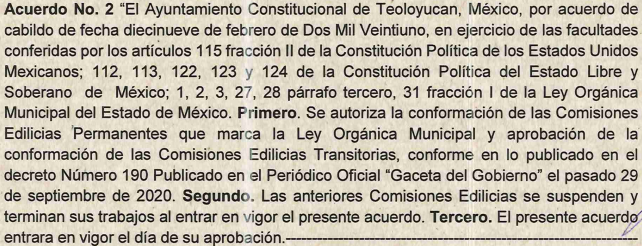 Acuerdo No. 2 “El Ayuntamiento Constitucional de Teoloyucan, México, por acuerdo de
cabildo de fecha diecinueve de febrero de Dos Mil Veintiuno, en ejercicio de las facultades
conferidas por los artículos 115 fracción II de la Constitución Política de los Estados Unidos
Mexicanos; 112, 113, 122, 123 y 124 de la Constitución Política del Estado Libre y
Soberano de México; 1, 2, 3, 27, 28 párrafo tercero, 31 fracción I de la Ley Orgánica
Municipal del Estado de México. Primero. Se autoriza la conformación de las Comisiones
Edilicias Permanentes que marca la Ley Orgánica Municipal y aprobación de la
conformación de las Comisiones Edilicias Transitorias, conforme en lo publicado en el
decreto Número 190 Publicado en el Periódico Oficial “Gaceta del Gobierno” el pasado 29
de septiembre de 2020. Segundo. Las anteriores Comisiones Edilicias se suspenden y
terminan sus trabajos al entrar en vigor el presente acuerdo. Tercero. El presente acuerdo
entrara en vigor el día de su aprobación.------------------------------------------------------------